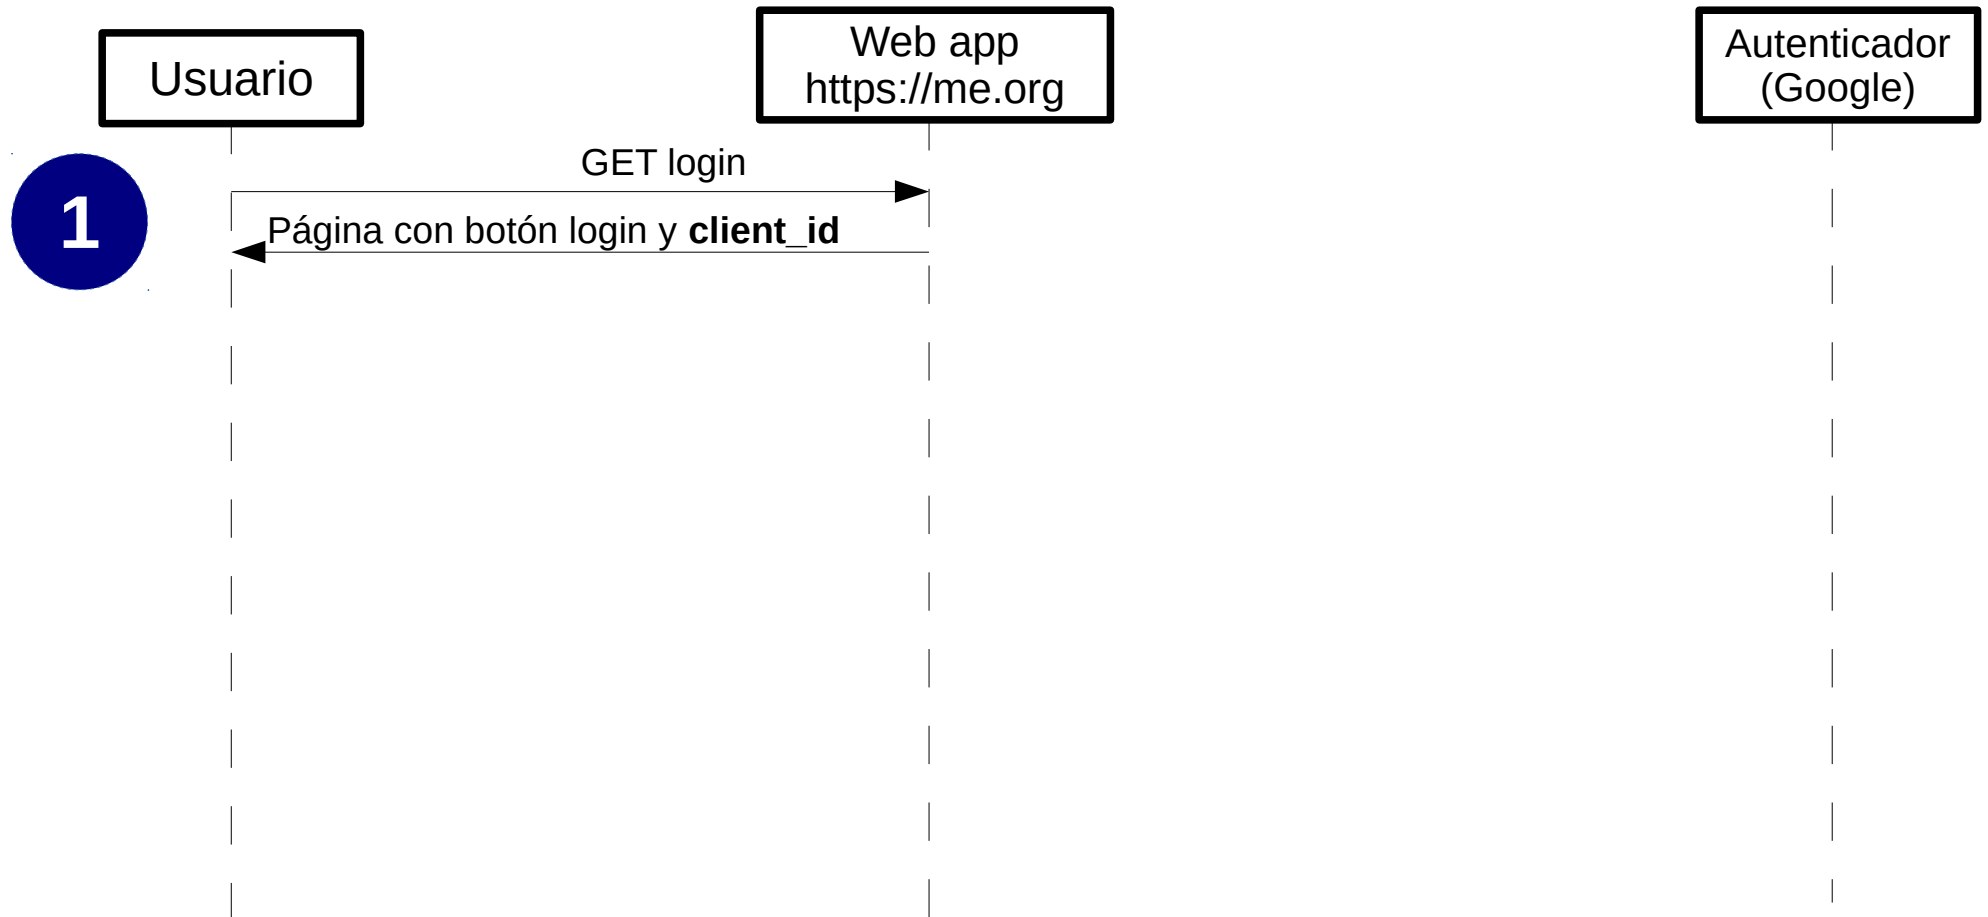 Usuario
Web app
https://me.org
Autenticador
(Google)
1
GET login
Página con botón login y client_id